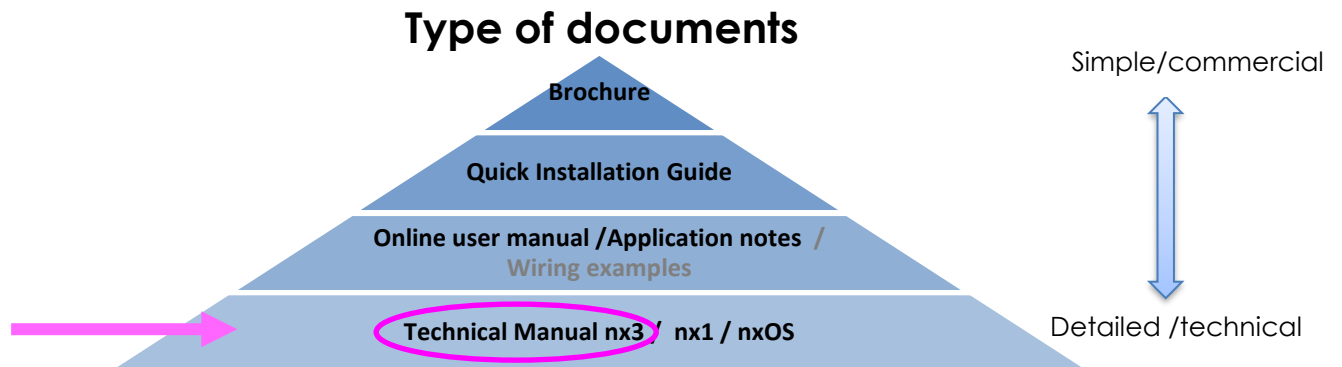 Type of documents
Simple/commercial
Brochure
Quick Installation Guide
Online user manual /Application notes /
Wiring examples
Technical Manual nx3 / nx1 / nxOS
Detailed /technical